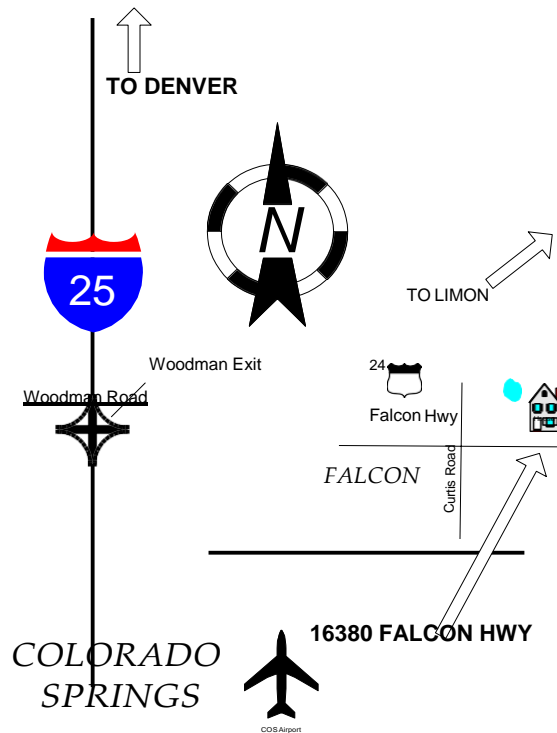 TO DENVER
N
25
TO LIMON
Woodman Exit
24
Woodman Road
Falcon Hwy
FALCON
Curtis Road
16380 FALCON HWY
COLORADO
SPRINGS
COS Airport